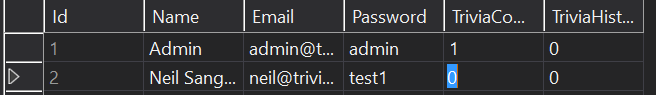 Id Name Email Password TriviaCo... TriviaHist...
1 Admin admin@t... admin 1 0
2 Neil Sang... neil@trivi... test1 0 0